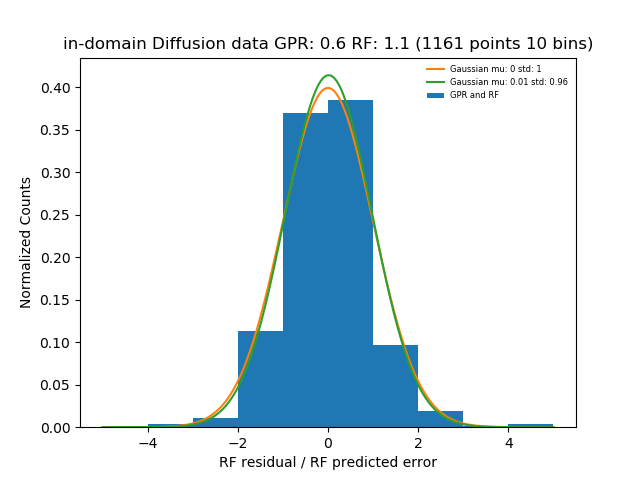 in-domain Diffusion data GPR: 0.6 RF: 1.1 (1161 points 10 bins)
Gaussian mu: 0 std: 1
Gaussian mu: 0.01 std: 0.96
GPR and RF
Normalized Counts
0.40
0.35
0.30
0.25
0.20
0.15
0.10
0.05
0.00
−4 −2 0 2 4
RF residual / RF predicted error